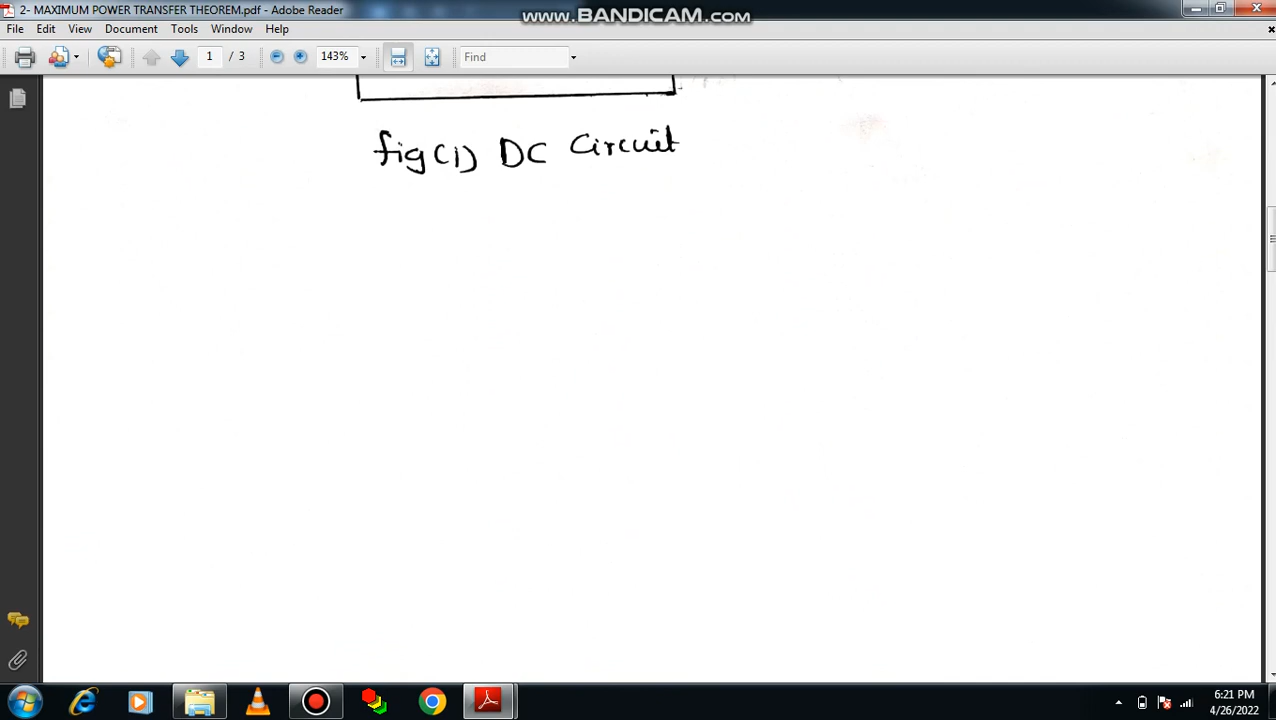 2- MAXIMUM POWER TRANSFER THEOREM.pdf - Adobe Reader
www.BANDICAM.com
File Edit View Document Tools Window Help
1 / 3 143% Find
fig(1) DC Circuit
6:21 PM
4/26/2022